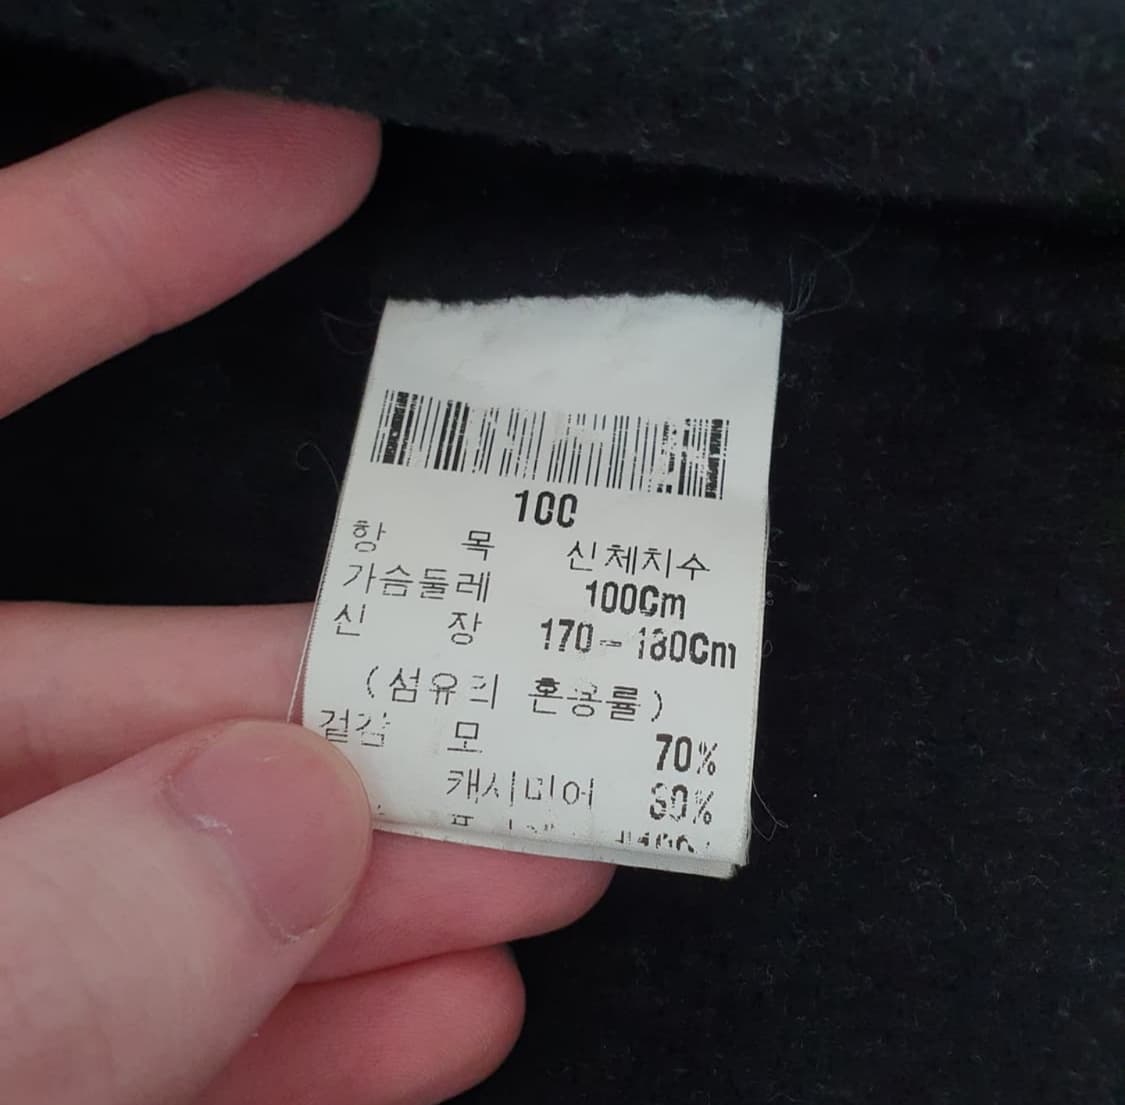 100
항 목 신체치수
가슴둘레 100Cm
신 장 170-180Cm
(섬유의 혼용률)
겉감 모 70%
캐시미어 30%